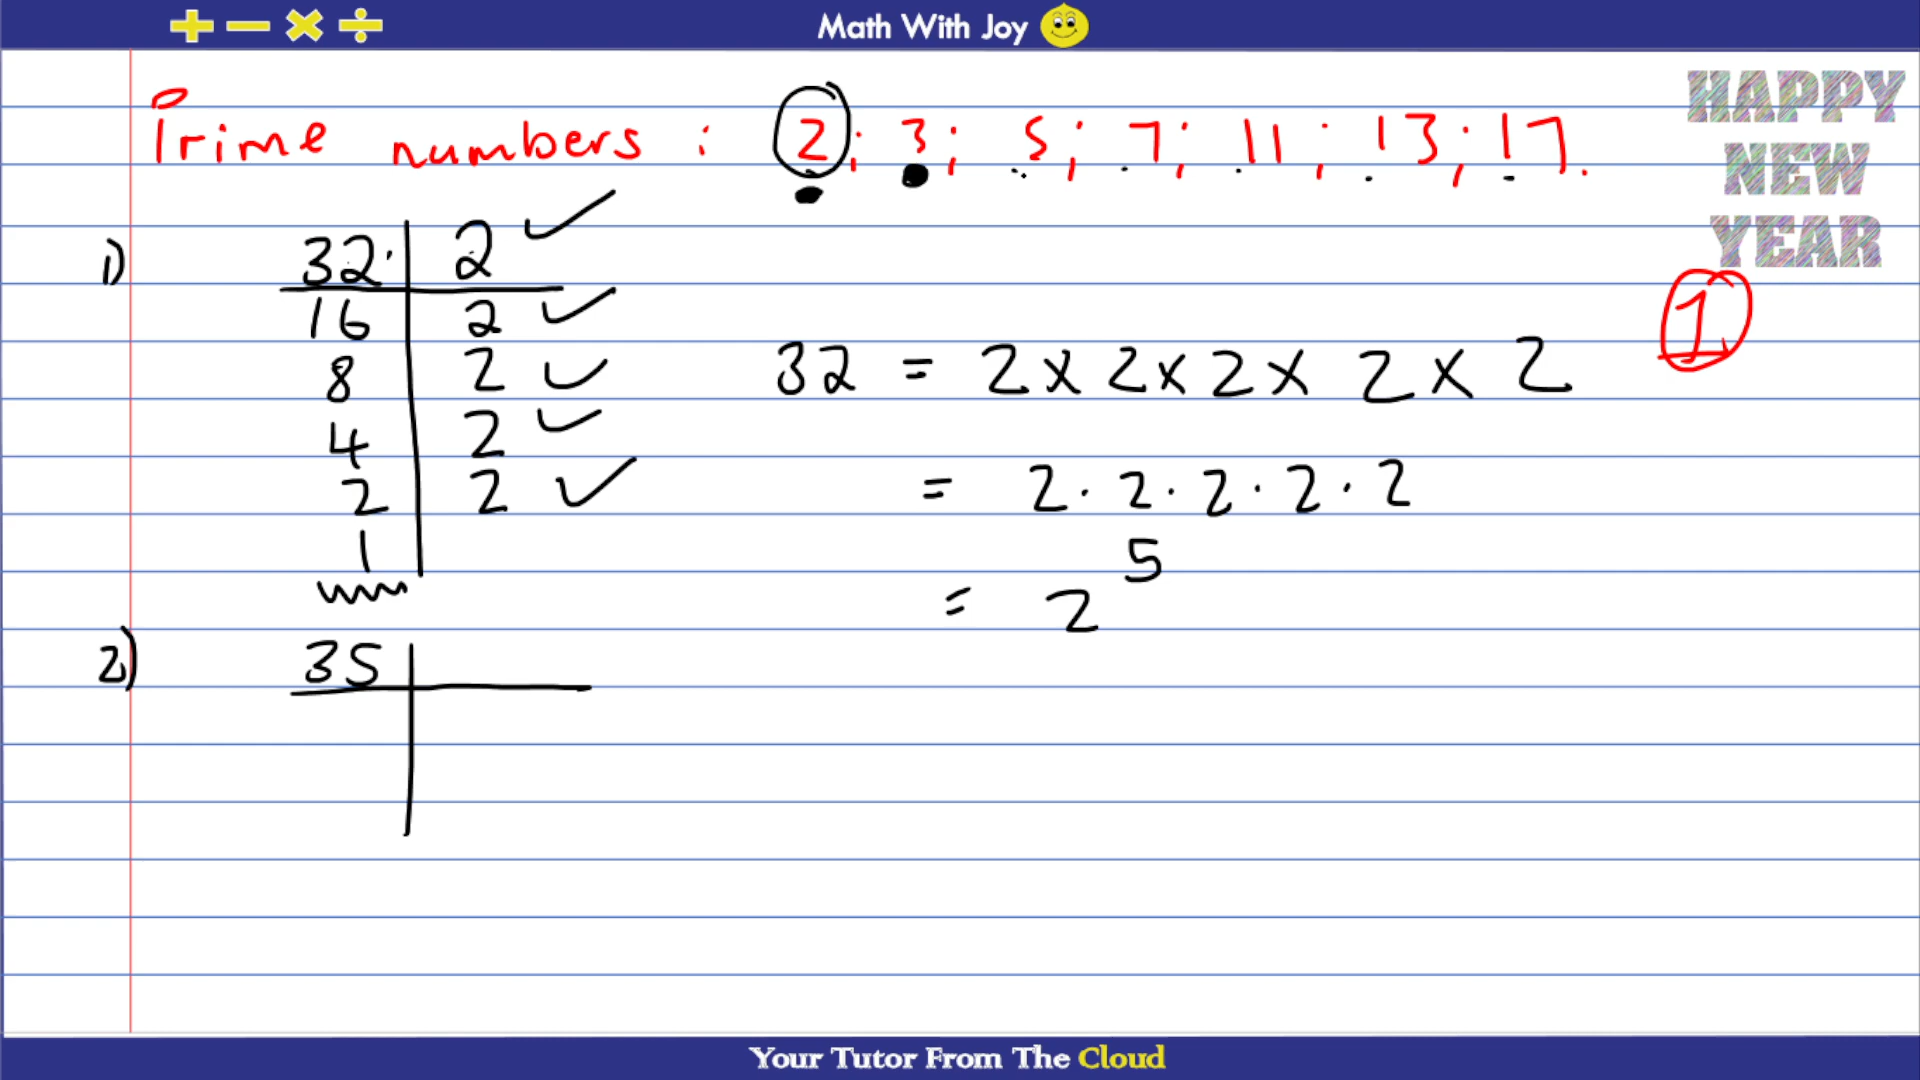 Math With Joy
HAPPY
NEW
YEAR
Prime numbers : 2; 3; 5; 7; 11; 13; 17.
1) 32 2
16 2
8 2
4 2
2 2
1
1
32 = 2 × 2 × 2 × 2 × 2
= 2 · 2 · 2 · 2 · 2
= 2⁵
2) 35
Your Tutor From The Cloud